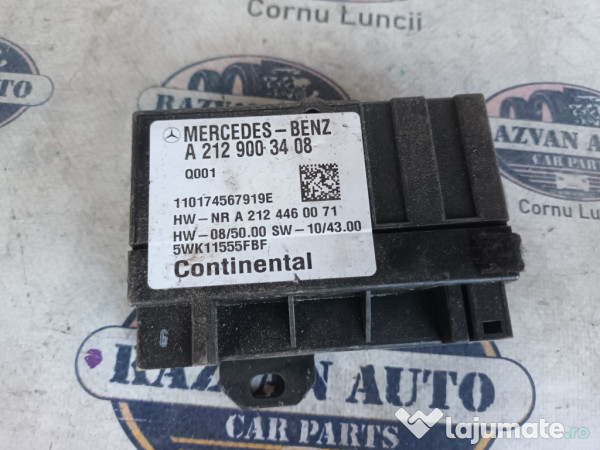 Cornu Luncii
Cornu Luncii
RAZVAN
RAZVAN AUTO
CAR PARTS
MERCEDES-BENZ
A 212 900 34 08
Q001
110174567919E
HW-NR A 212 446 00 71
HW-08/50.00 SW-10/43.00
5WK11555FBF
Continental
RAZVAN AUTO
CAR PARTS
lajumate.ro